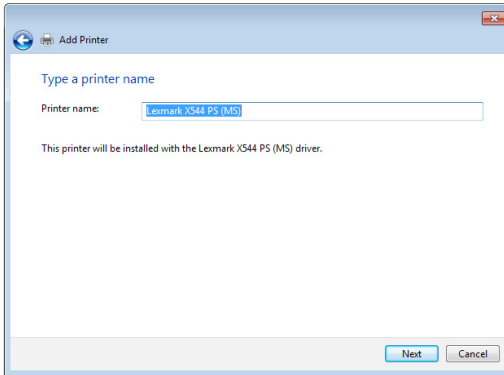 Add Printer
Type a printer name
Printer name: Lexmark X544 PS (MS)
This printer will be installed with the Lexmark X544 PS (MS) driver.
Next Cancel